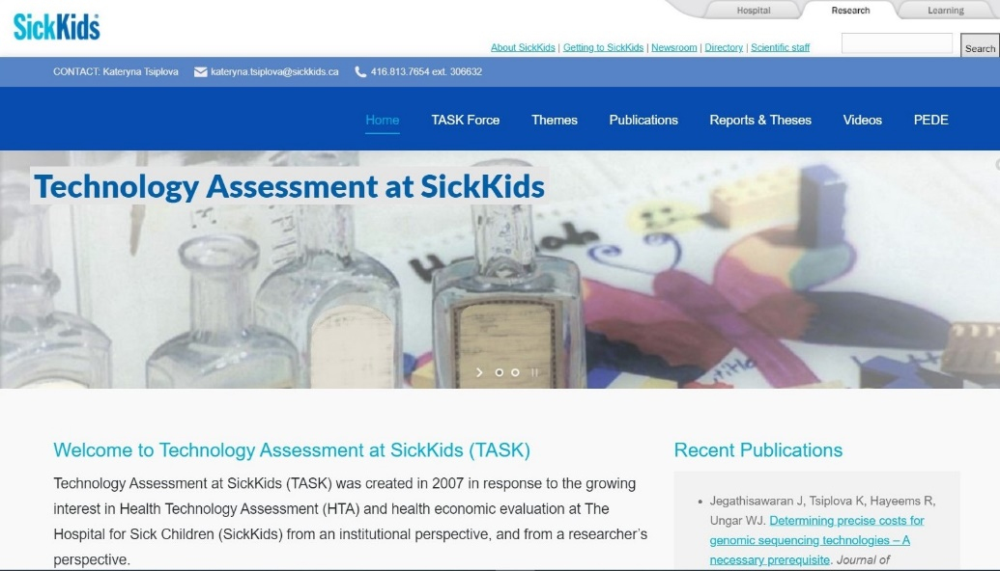 SickKids
Hospital
Research
Learning
About SickKids | Getting to SickKids | Newsroom | Directory | Scientific staff
Search
CONTACT: Kateryna Tsiplova kateryna.tsiplova@sickkids.ca 416.813.7654 ext. 306632
Home TASK Force Themes Publications Reports & Theses Videos PEDE
Technology Assessment at SickKids
Welcome to Technology Assessment at SickKids (TASK)
Technology Assessment at SickKids (TASK) was created in 2007 in response to the growing
interest in Health Technology Assessment (HTA) and health economic evaluation at The
Hospital for Sick Children (SickKids) from an institutional perspective, and from a researcher's
perspective.
Recent Publications
• Jegathisawaran J, Tsiplova K, Hayeems R,
Ungar WJ. Determining precise costs for
genomic sequencing technologies – A
necessary prerequisite. Journal of